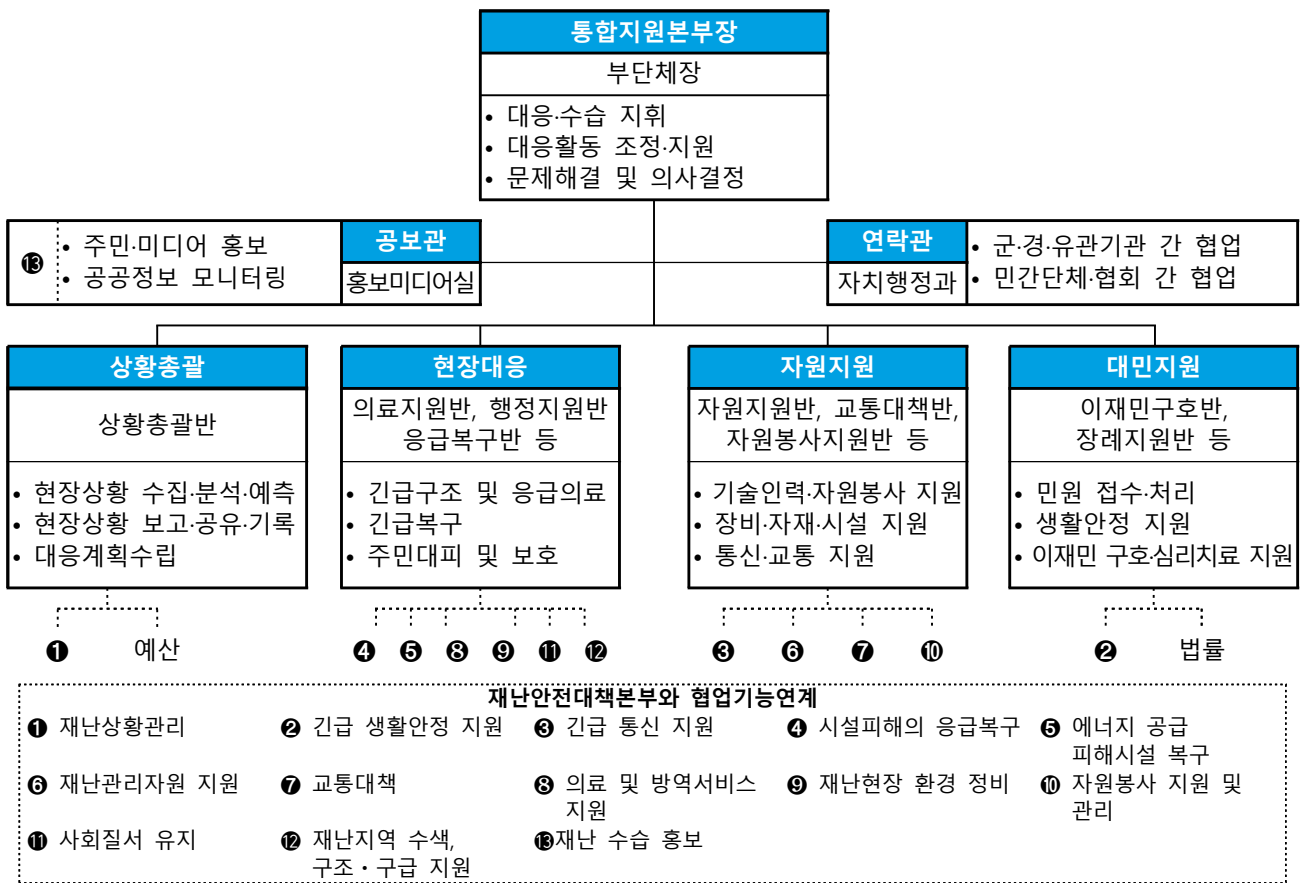 통합지원본부장
부단체장
• 대응·수습 지휘
• 대응활동 조정·지원
• 문제해결 및 의사결정
⓭
• 주민·미디어 홍보
• 공공정보 모니터링
공보관
홍보미디어실
연락관
자치행정과
• 군·경·유관기관 간 협업
• 민간단체·협회 간 협업
상황총괄
상황총괄반
• 현장상황 수집·분석·예측
• 현장상황 보고·공유·기록
• 대응계획수립
현장대응
의료지원반, 행정지원반
응급복구반 등
• 긴급구조 및 응급의료
• 긴급복구
• 주민대피 및 보호
자원지원
자원지원반, 교통대책반,
자원봉사지원반 등
• 기술인력·자원봉사 지원
• 장비·자재·시설 지원
• 통신·교통 지원
대민지원
이재민구호반,
장례지원반 등
• 민원 접수·처리
• 생활안정 지원
• 이재민 구호·심리치료 지원
❶ 예산
❹ ❺ ❽ ❾ ⓫ ⓬
❸ ❻ ❼ ❿
❷ 법률
재난안전대책본부와 협업기능연계
❶ 재난상황관리
❷ 긴급 생활안정 지원
❸ 긴급 통신 지원
❹ 시설피해의 응급복구
❺ 에너지 공급
피해시설 복구
❻ 재난관리자원 지원
❼ 교통대책
❽ 의료 및 방역서비스
지원
❾ 재난현장 환경 정비
❿ 자원봉사 지원 및
관리
⓫ 사회질서 유지
⓬ 재난지역 수색,
구조・구급 지원
⓭재난 수습 홍보